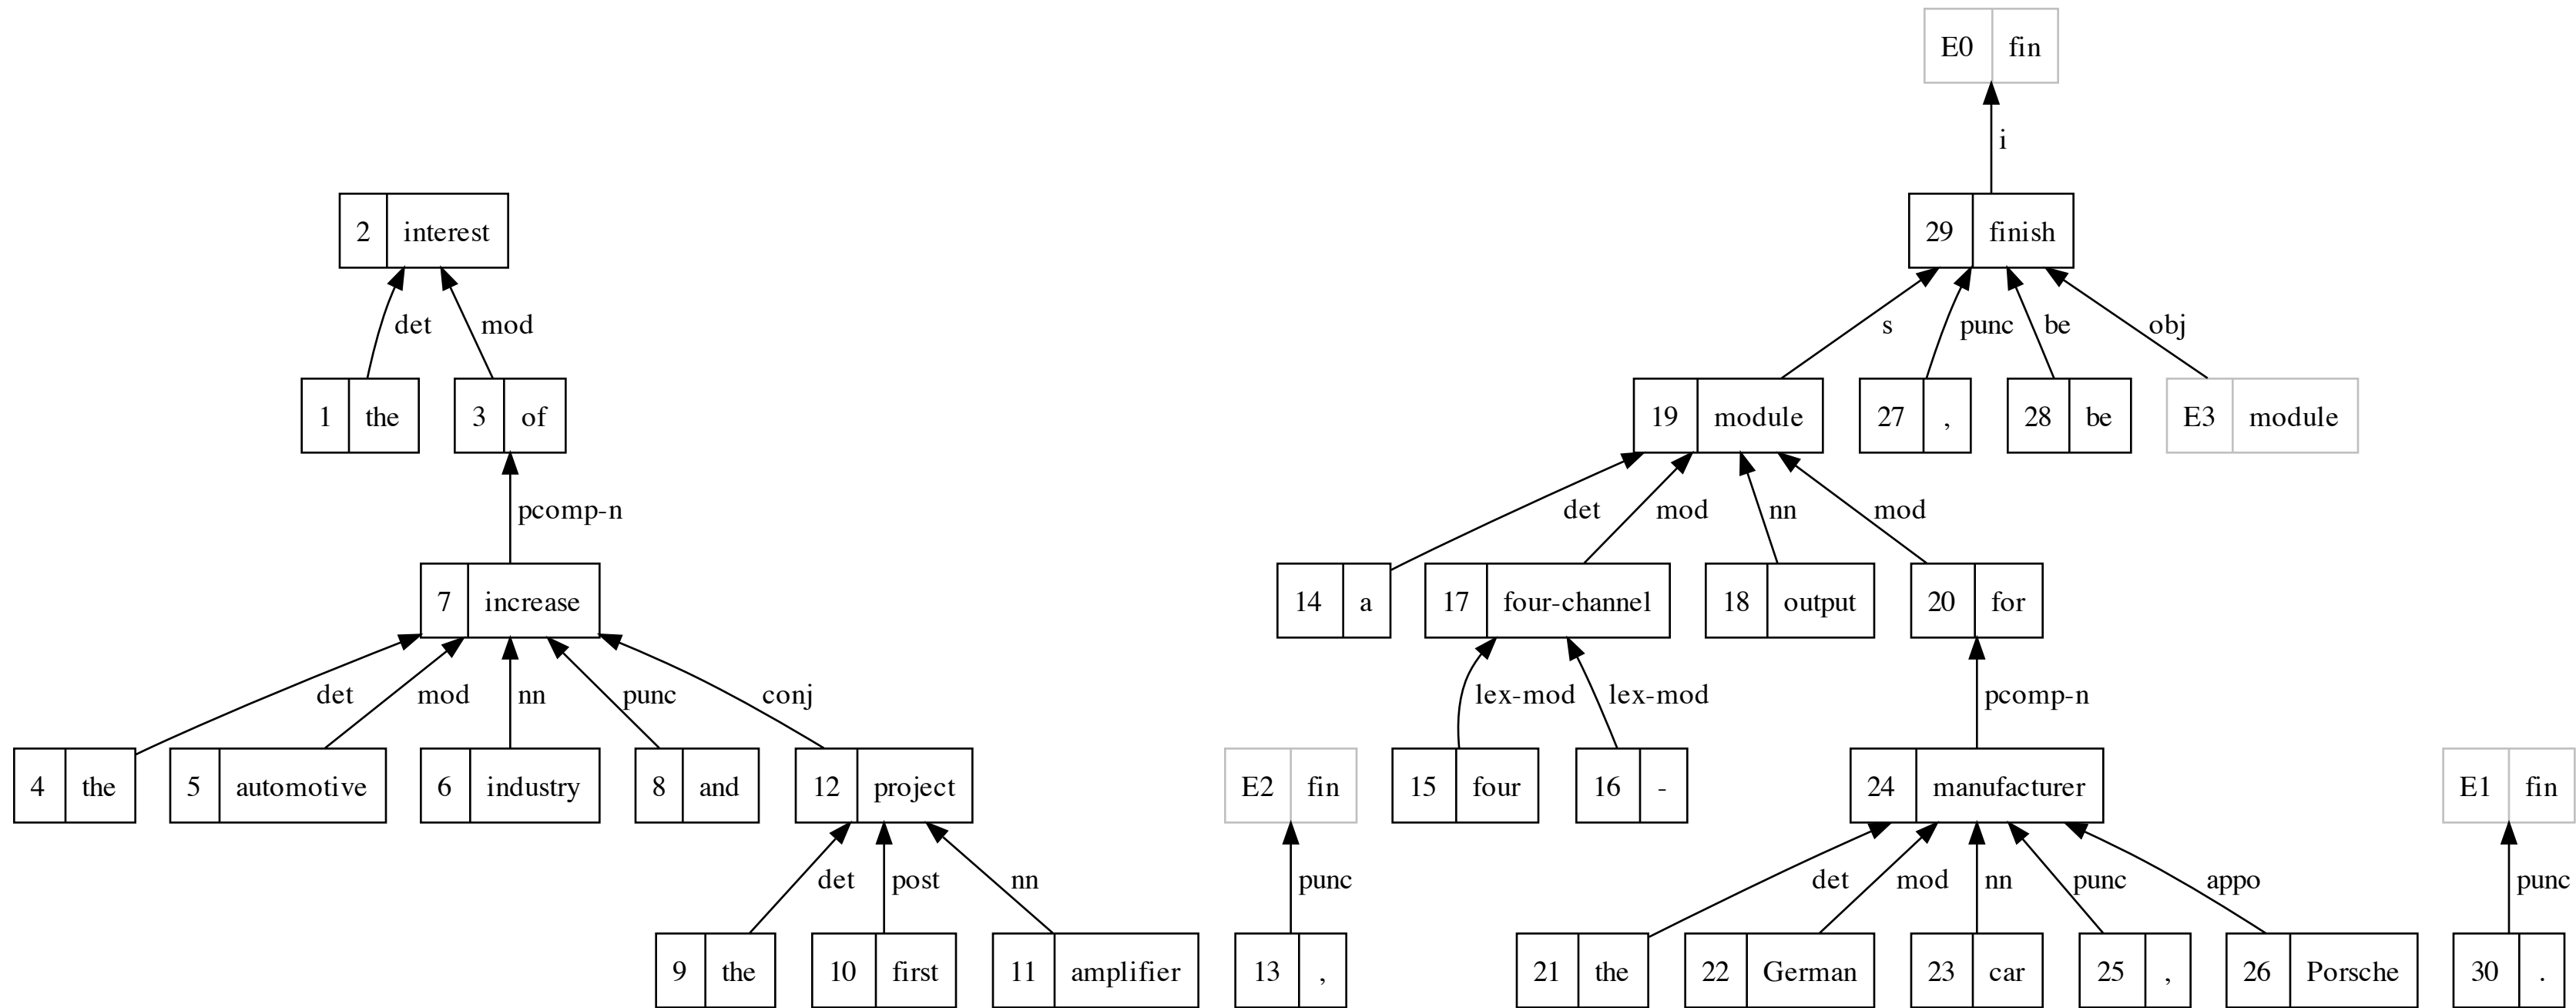 E0 fin
i
2 interest
29 finish
det mod
s punc be obj
1 the
3 of
19 module
27 ,
28 be
E3 module
pcomp-n
det mod nn mod
7 increase
14 a
17 four-channel
18 output
20 for
det mod nn punc conj
lex-mod lex-mod
pcomp-n
4 the
5 automotive
6 industry
8 and
12 project
E2 fin
15 four
16 -
24 manufacturer
E1 fin
det post nn
punc
det mod nn punc appo
punc
9 the
10 first
11 amplifier
13 ,
21 the
22 German
23 car
25 ,
26 Porsche
30 .